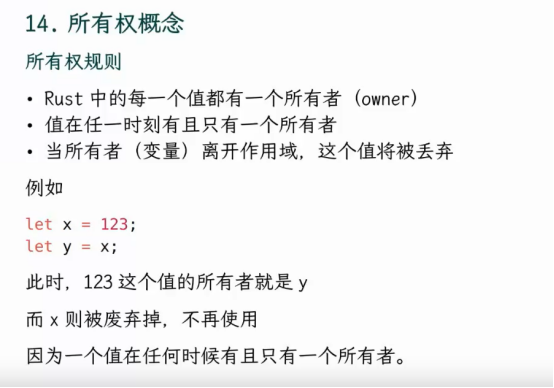 14. 所有权概念
所有权规则
• Rust 中的每一个值都有一个所有者（owner）
• 值在任一时刻有且只有一个所有者
• 当所有者（变量）离开作用域，这个值将被丢弃
例如
let x = 123;
let y = x;
此时，123 这个值的所有者就是 y
而 x 则被废弃掉，不再使用
因为一个值在任何时候有且只有一个所有者。